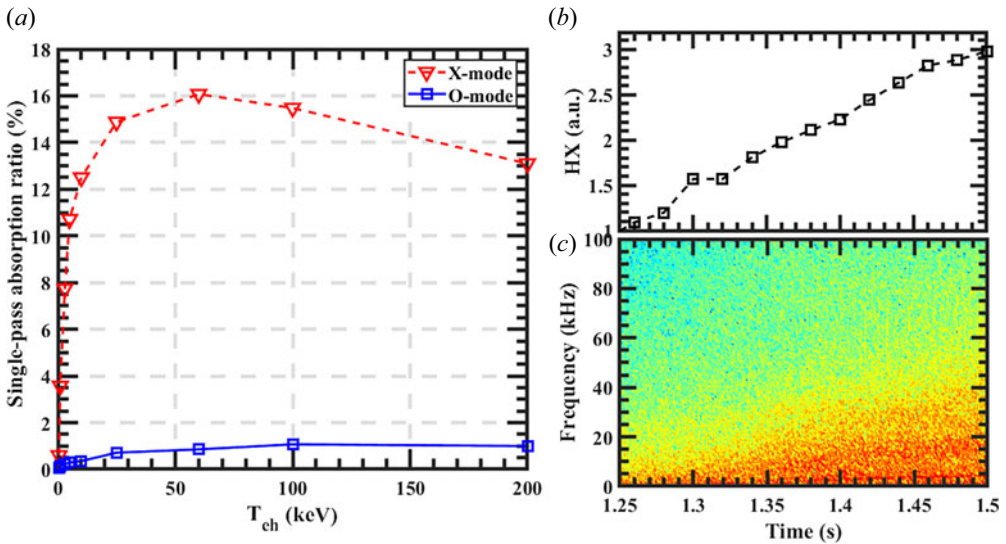 (a)
Single-pass absorption ratio (%)
18
16
14
12
10
8
6
4
2
0
X-mode
O-mode
0 50 100 150 200
T_eh (keV)
(b)
HX (a.u.)
3
2.5
2
1.5
1
(c)
Frequency (kHz)
100
80
60
40
20
0
1.25 1.3 1.35 1.4 1.45 1.5
Time (s)